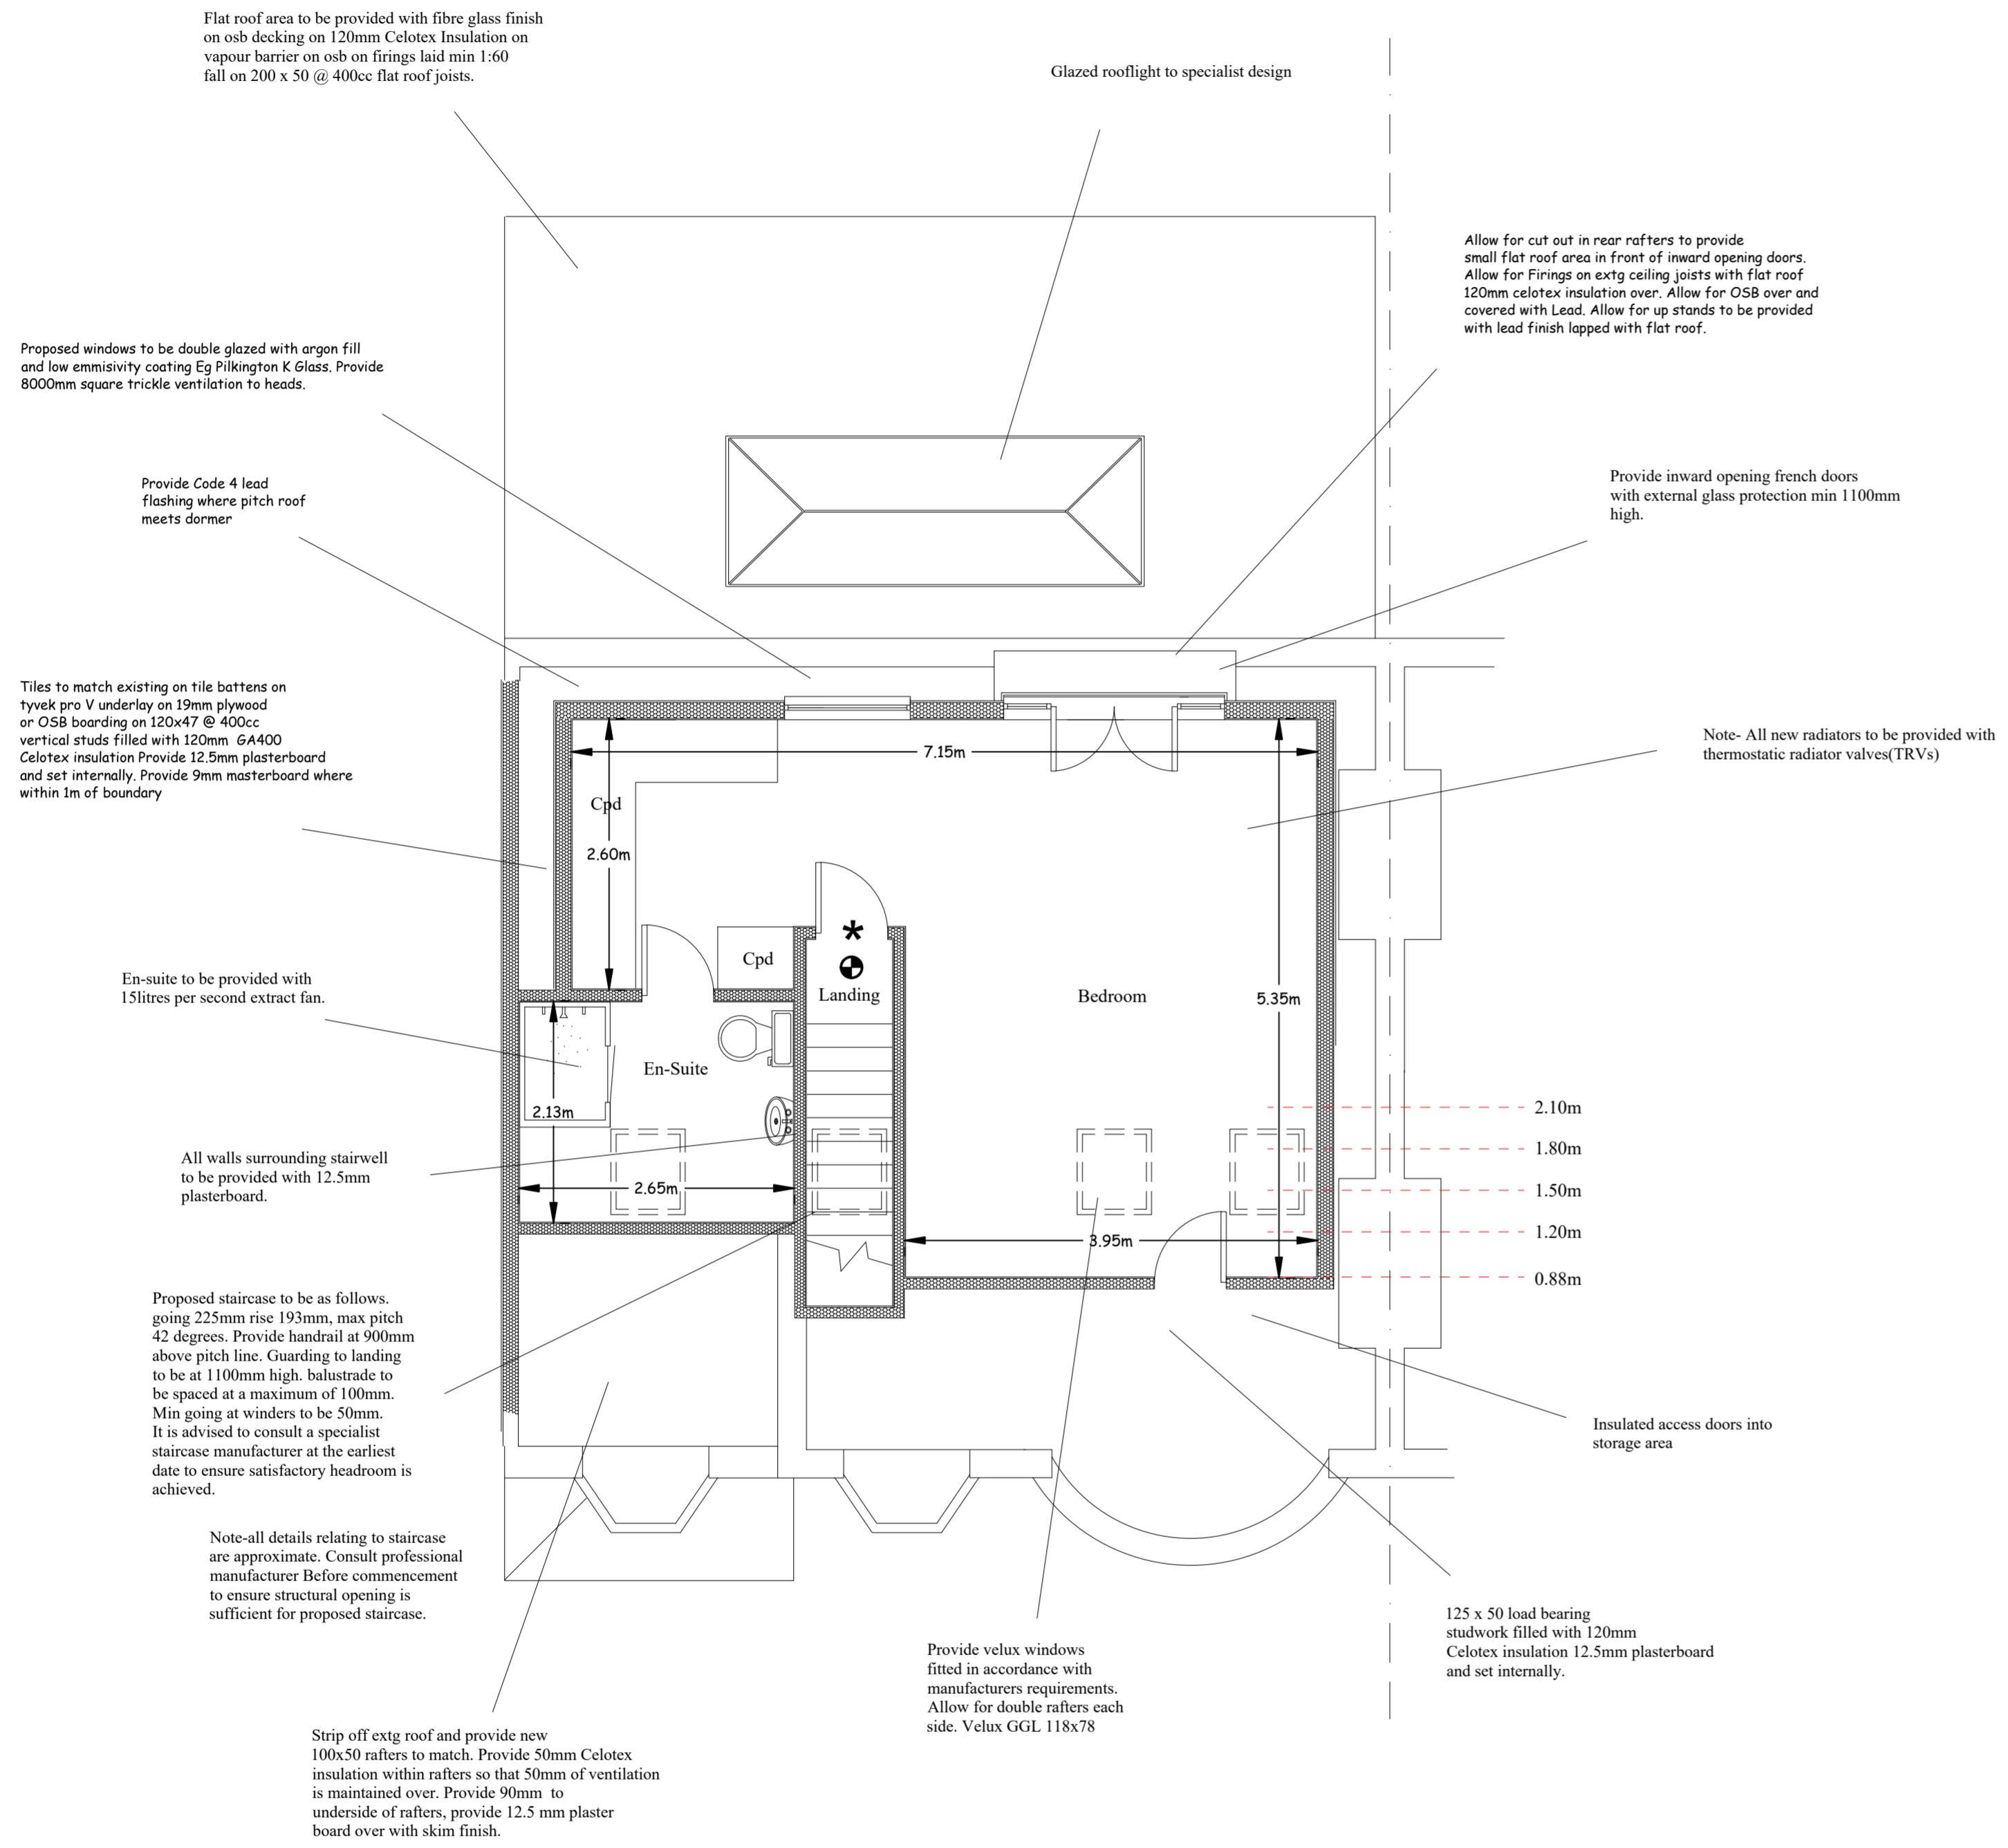 Flat roof area to be provided with fibre glass finish
on osb decking on 120mm Celotex Insulation on
vapour barrier on osb on firings laid min 1:60
fall on 200 x 50 @ 400cc flat roof joists.
Glazed rooflight to specialist design
Allow for cut out in rear rafters to provide
small flat roof area in front of inward opening doors.
Allow for Firings on extg ceiling joists with flat roof
120mm celotex insulation over. Allow for OSB over and
covered with Lead. Allow for up stands to be provided
with lead finish lapped with flat roof.
Proposed windows to be double glazed with argon fill
and low emmisivity coating Eg Pilkington K Glass. Provide
8000mm square trickle ventilation to heads.
Provide Code 4 lead
flashing where pitch roof
meets dormer
Provide inward opening french doors
with external glass protection min 1100mm
high.
Tiles to match existing on tile battens on
tyvek pro V underlay on 19mm plywood
or OSB boarding on 120x47 @ 400cc
vertical studs filled with 120mm  GA400
Celotex insulation Provide 12.5mm plasterboard
and set internally. Provide 9mm masterboard where
within 1m of boundary
Note- All new radiators to be provided with
thermostatic radiator valves(TRVs)
7.15m
Cpd
2.60m
Cpd
*
Landing
Bedroom
5.35m
En-suite to be provided with
15litres per second extract fan.
En-Suite
2.13m
2.65m
3.95m
2.10m
1.80m
1.50m
1.20m
0.88m
All walls surrounding stairwell
to be provided with 12.5mm
plasterboard.
Proposed staircase to be as follows.
going 225mm rise 193mm, max pitch
42 degrees. Provide handrail at 900mm
above pitch line. Guarding to landing
to be at 1100mm high. balustrade to
be spaced at a maximum of 100mm.
Min going at winders to be 50mm.
It is advised to consult a specialist
staircase manufacturer at the earliest
date to ensure satisfactory headroom is
achieved.
Insulated access doors into
storage area
Note-all details relating to staircase
are approximate. Consult professional
manufacturer Before commencement
to ensure structural opening is
sufficient for proposed staircase.
125 x 50 load bearing
studwork filled with 120mm
Celotex insulation 12.5mm plasterboard
and set internally.
Provide velux windows
fitted in accordance with
manufacturers requirements.
Allow for double rafters each
side. Velux GGL 118x78
Strip off extg roof and provide new
100x50 rafters to match. Provide 50mm Celotex
insulation within rafters so that 50mm of ventilation
is maintained over. Provide 90mm  to
underside of rafters, provide 12.5 mm plaster
board over with skim finish.